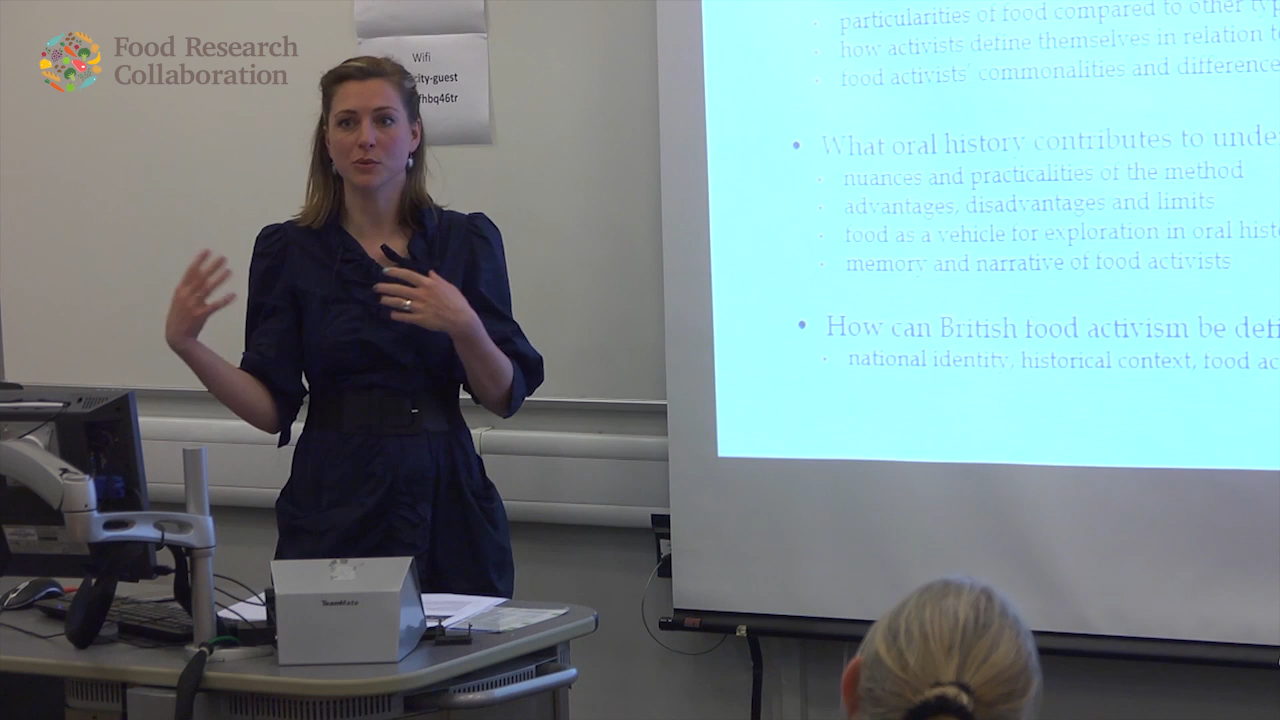 Food Research
Collaboration
Wifi
city-guest
fhbq46tr
particularities of food compared to other typ
how activists define themselves in relation to
food activists' commonalities and difference
• What oral history contributes to unde
nuances and practicalities of the method
advantages, disadvantages and limits
food as a vehicle for exploration in oral hist
memory and narrative of food activists
• How can British food activism be defi
national identity, historical context, food ac
TeamMate